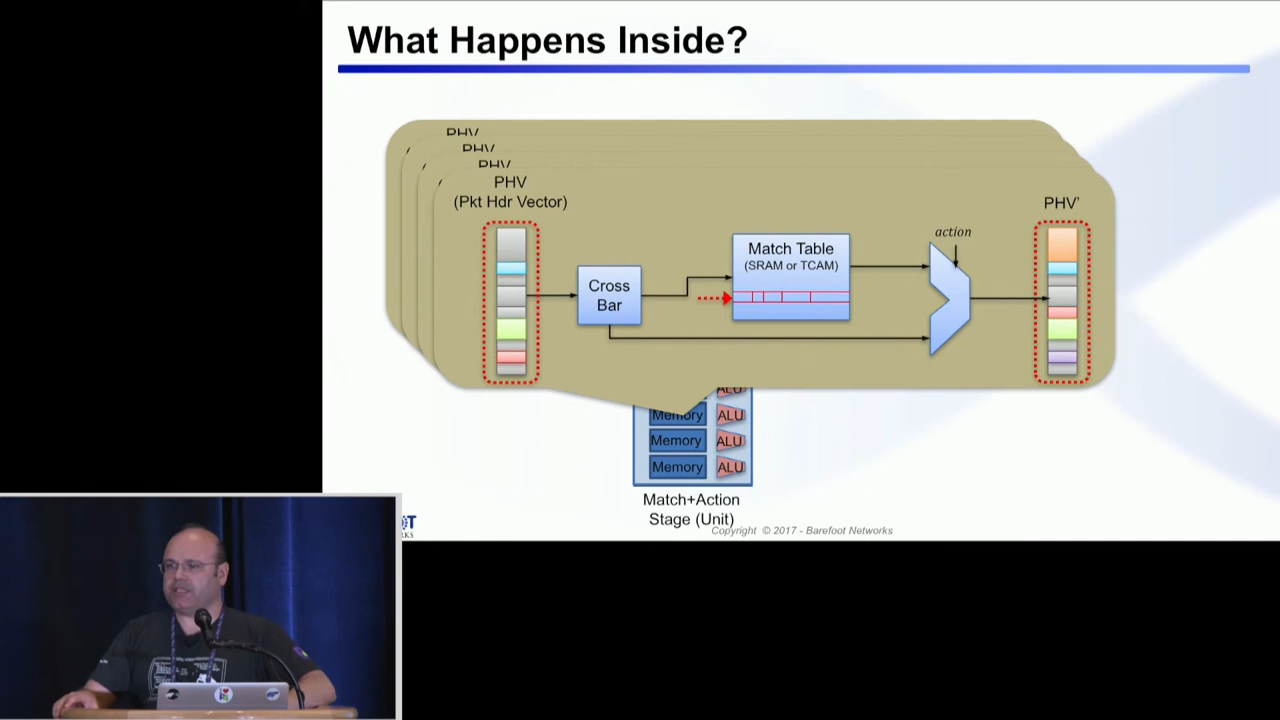 What Happens Inside?
PHV
PHV
PHV
PHV
(Pkt Hdr Vector)
PHV'
action
Match Table
(SRAM or TCAM)
Cross
Bar
ALU
Memory ALU
Memory ALU
Memory ALU
Match+Action
Stage (Unit)
Copyright © 2017 - Barefoot Networks